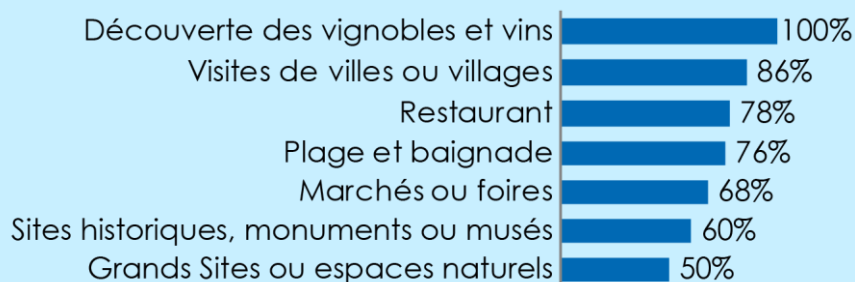 Découverte des vignobles et vins 100%
Visites de villes ou villages 86%
Restaurant 78%
Plage et baignade 76%
Marchés ou foires 68%
Sites historiques, monuments ou musés 60%
Grands Sites ou espaces naturels 50%